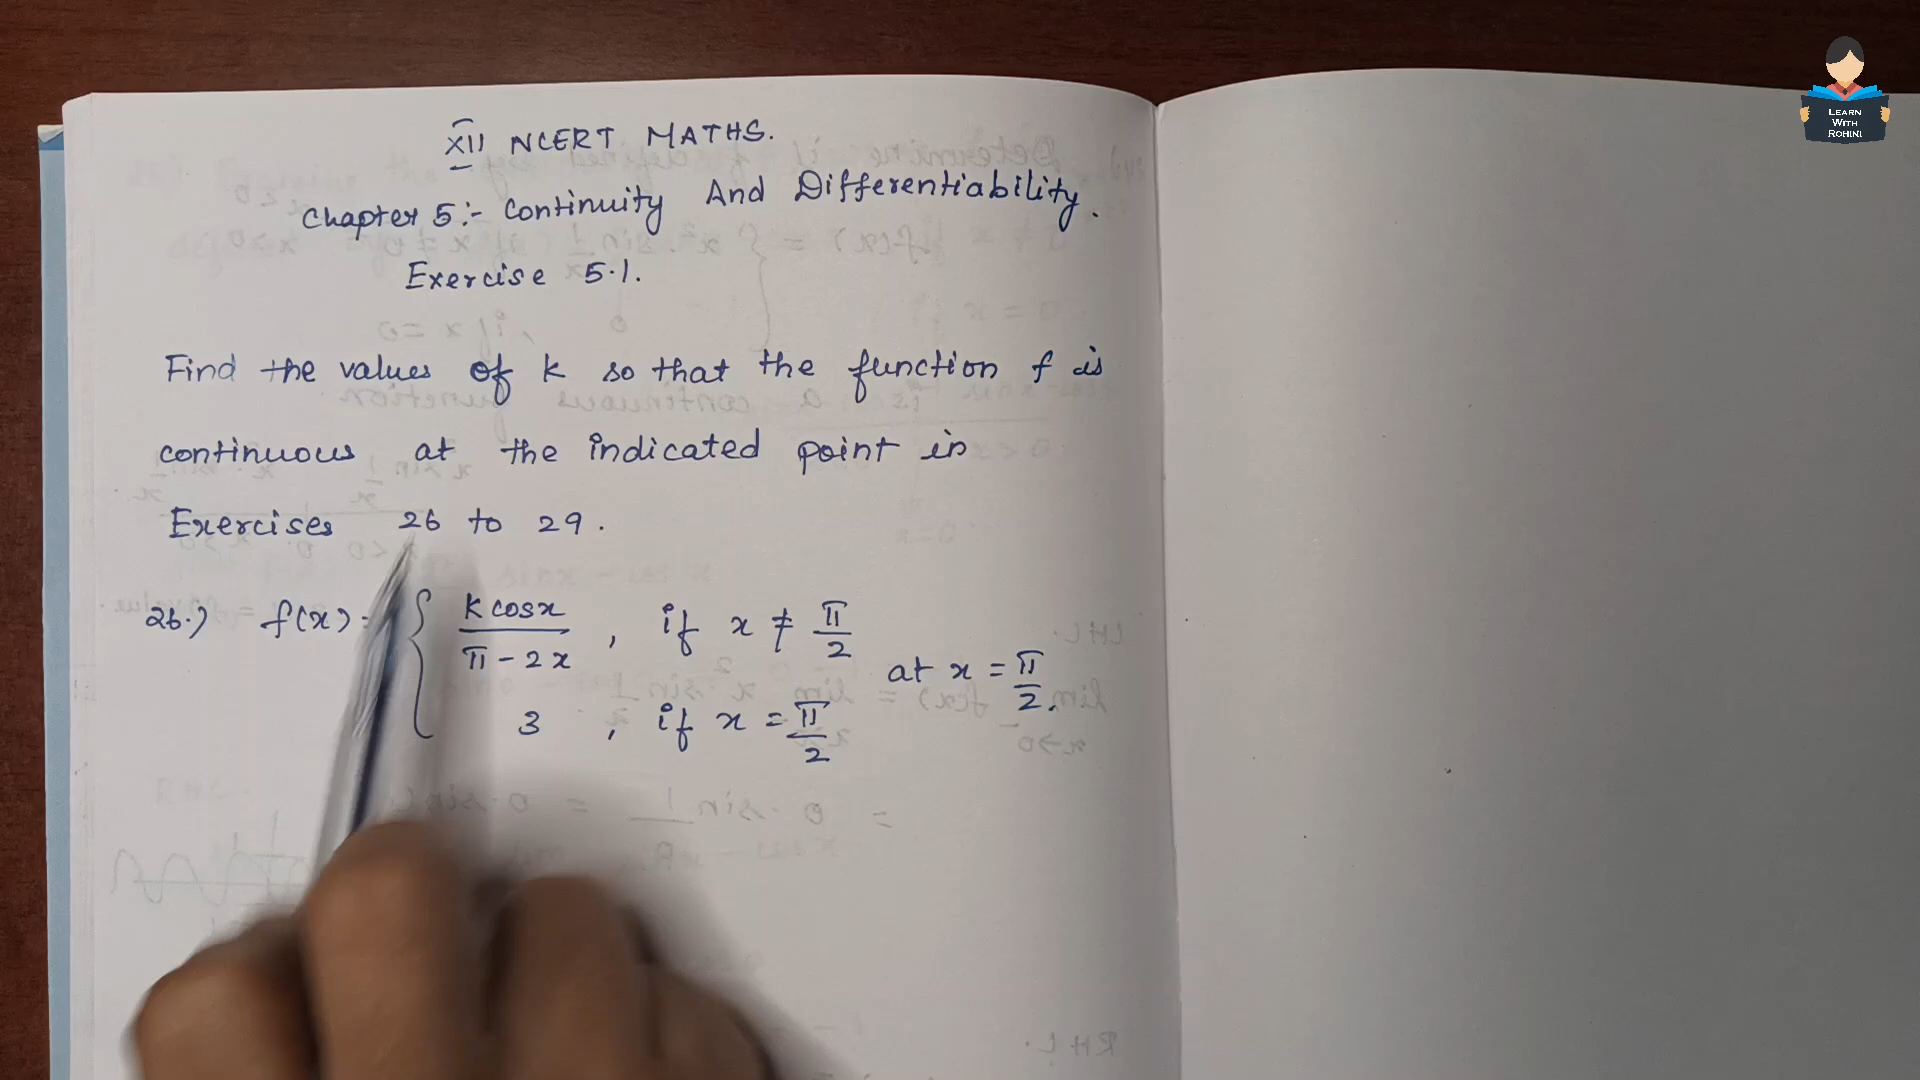 XII NCERT MATHS.
Chapter 5:- Continuity And Differentiability.
Exercise 5.1.
Find the values of k so that the function f is
continuous at the indicated point in
Exercises 26 to 29.
26.) f(x) = { k cosx / π - 2x , if x ≠ π/2
3 , if x = π/2
at x = π/2.
LEARN
WITH
ROHINI